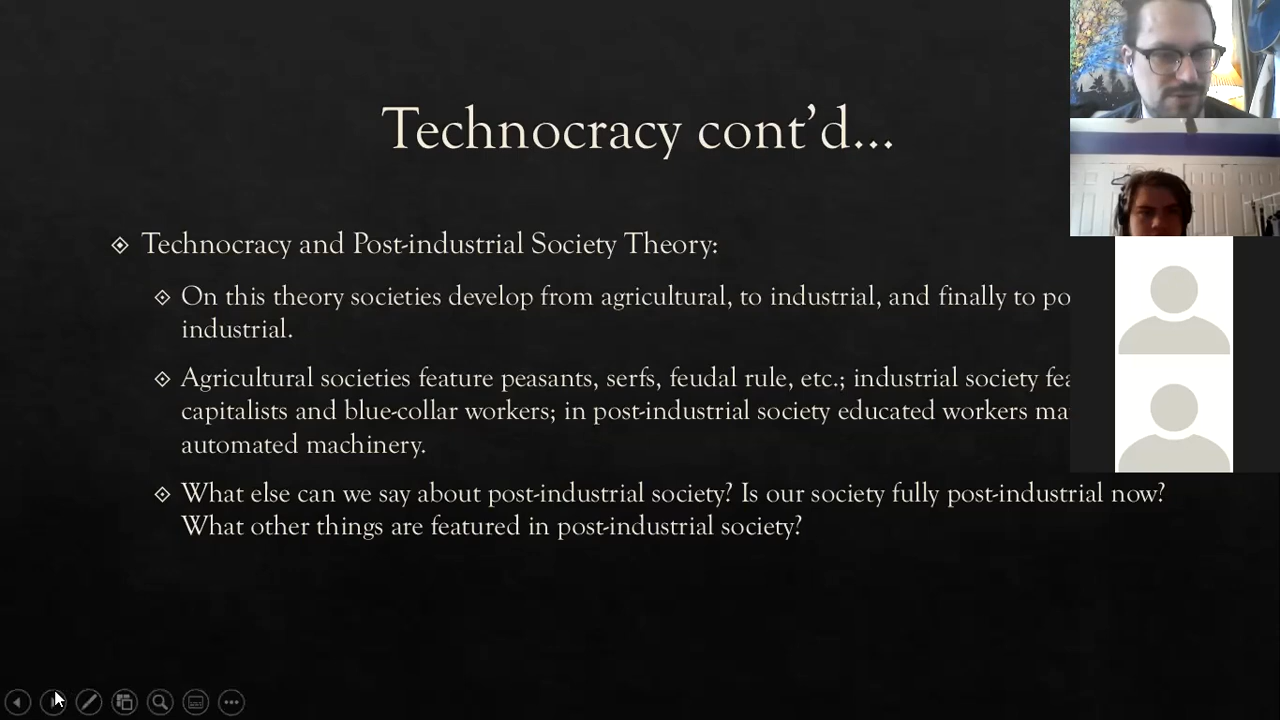 Technocracy cont’d...
Technocracy and Post-industrial Society Theory:
On this theory societies develop from agricultural, to industrial, and finally to po
industrial.
Agricultural societies feature peasants, serfs, feudal rule, etc.; industrial society fea
capitalists and blue-collar workers; in post-industrial society educated workers ma
automated machinery.
What else can we say about post-industrial society? Is our society fully post-industrial now?
What other things are featured in post-industrial society?